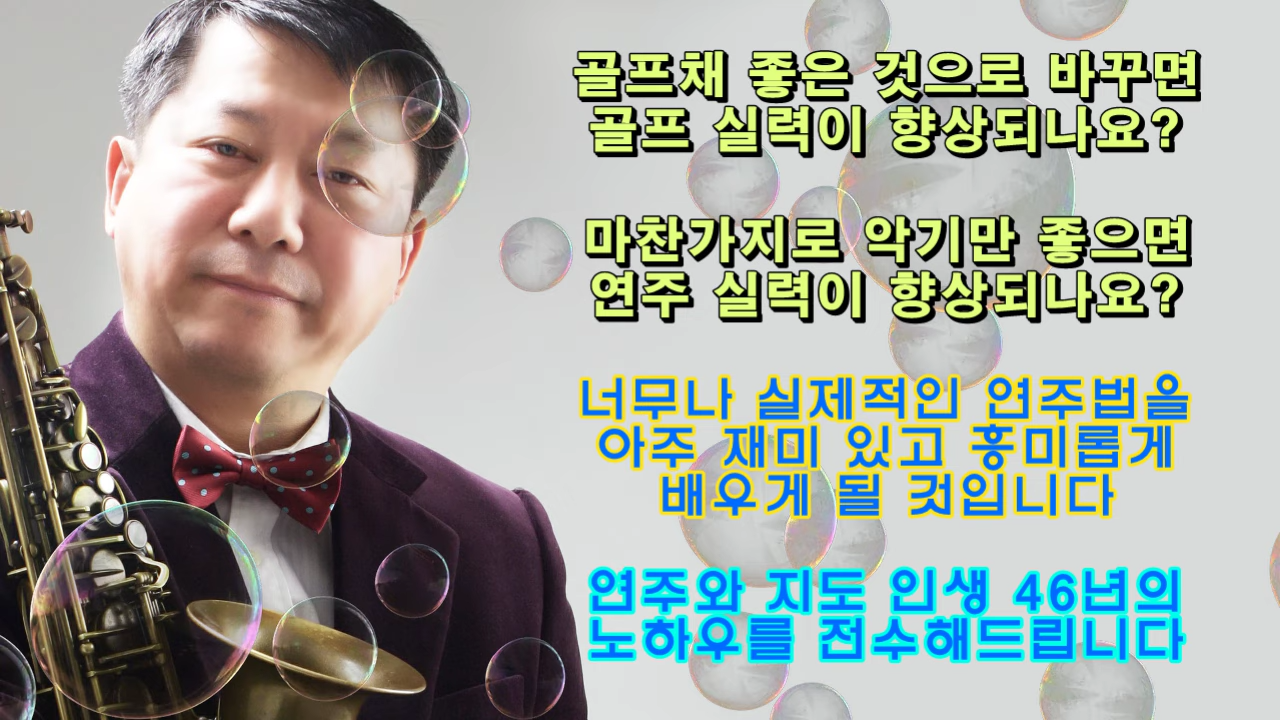 골프채 좋은 것으로 바꾸면
골프 실력이 향상되나요?
마찬가지로 악기만 좋으면
연주 실력이 향상되나요?
너무나 실제적인 연주법을
아주 재미 있고 흥미롭게
배우게 될 것입니다
연주와 지도 인생 46년의
노하우를 전수해드립니다